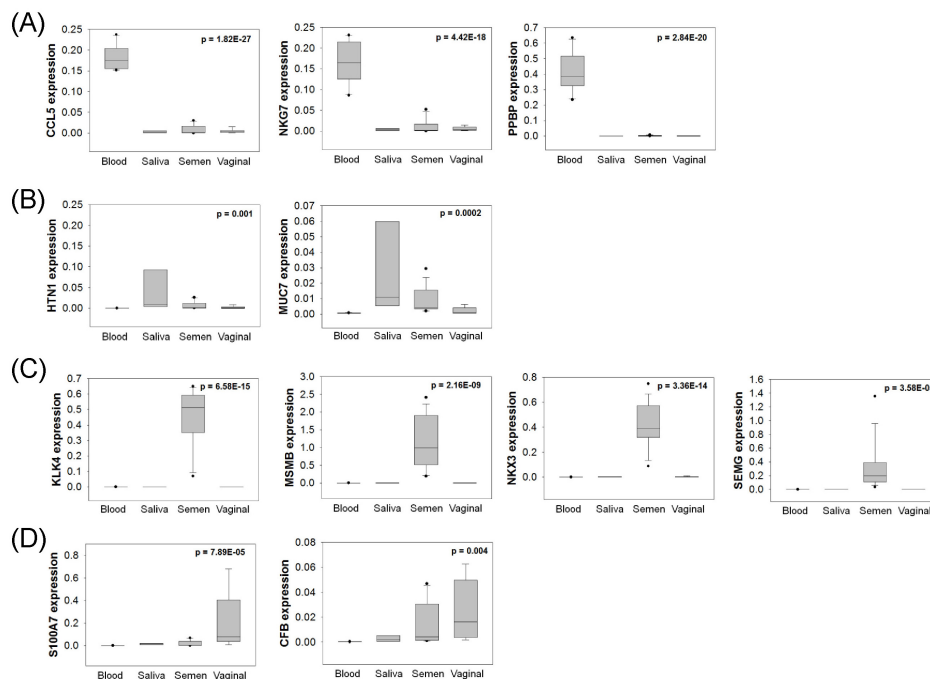 (A)
CCL5 expression
0.25
0.20
0.15
0.10
0.05
0.00
p = 1.82E-27
Blood Saliva Semen Vaginal
NKG7 expression
0.25
0.20
0.15
0.10
0.05
0.00
p = 4.42E-18
Blood Saliva Semen Vaginal
PPBP expression
0.7
0.6
0.5
0.4
0.3
0.2
0.1
0.0
p = 2.84E-20
Blood Saliva Semen Vaginal
(B)
HTN1 expression
0.25
0.20
0.15
0.10
0.05
0.00
p = 0.001
Blood Saliva Semen Vaginal
MUC7 expression
0.07
0.06
0.05
0.04
0.03
0.02
0.01
0.00
p = 0.0002
Blood Saliva Semen Vaginal
(C)
KLK4 expression
0.7
0.6
0.5
0.4
0.3
0.2
0.1
0.0
p = 6.58E-15
Blood Saliva Semen Vaginal
MSMB expression
3.0
2.5
2.0
1.5
1.0
0.5
0.0
p = 2.16E-09
Blood Saliva Semen Vaginal
NKX3 expression
0.8
0.6
0.4
0.2
0.0
p = 3.36E-14
Blood Saliva Semen Vaginal
SEMG expression
1.6
1.4
1.2
1.0
0.8
0.6
0.4
0.2
0.0
p = 3.58E-0
Blood Saliva Semen Vaginal
(D)
S100A7 expression
0.8
0.6
0.4
0.2
0.0
p = 7.89E-05
Blood Saliva Semen Vaginal
CFB expression
0.08
0.06
0.04
0.02
0.00
p = 0.004
Blood Saliva Semen Vaginal